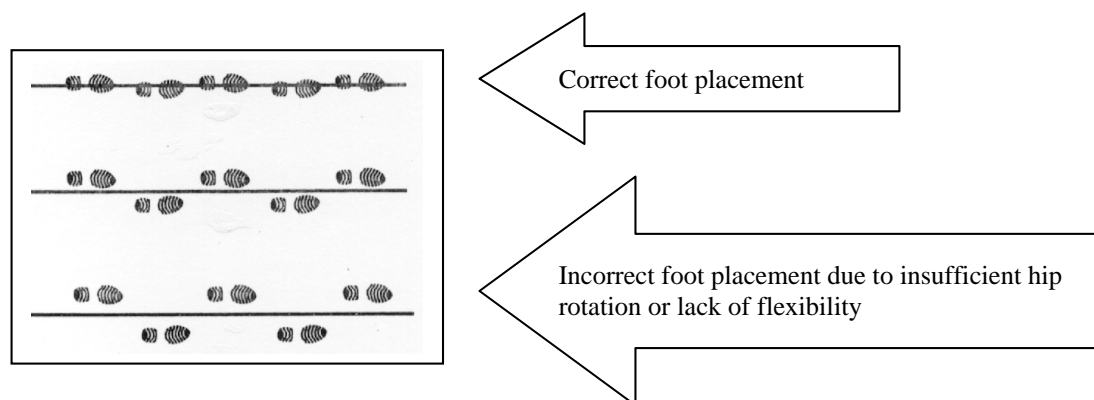 Correct foot placement
Incorrect foot placement due to insufficient hip
rotation or lack of flexibility